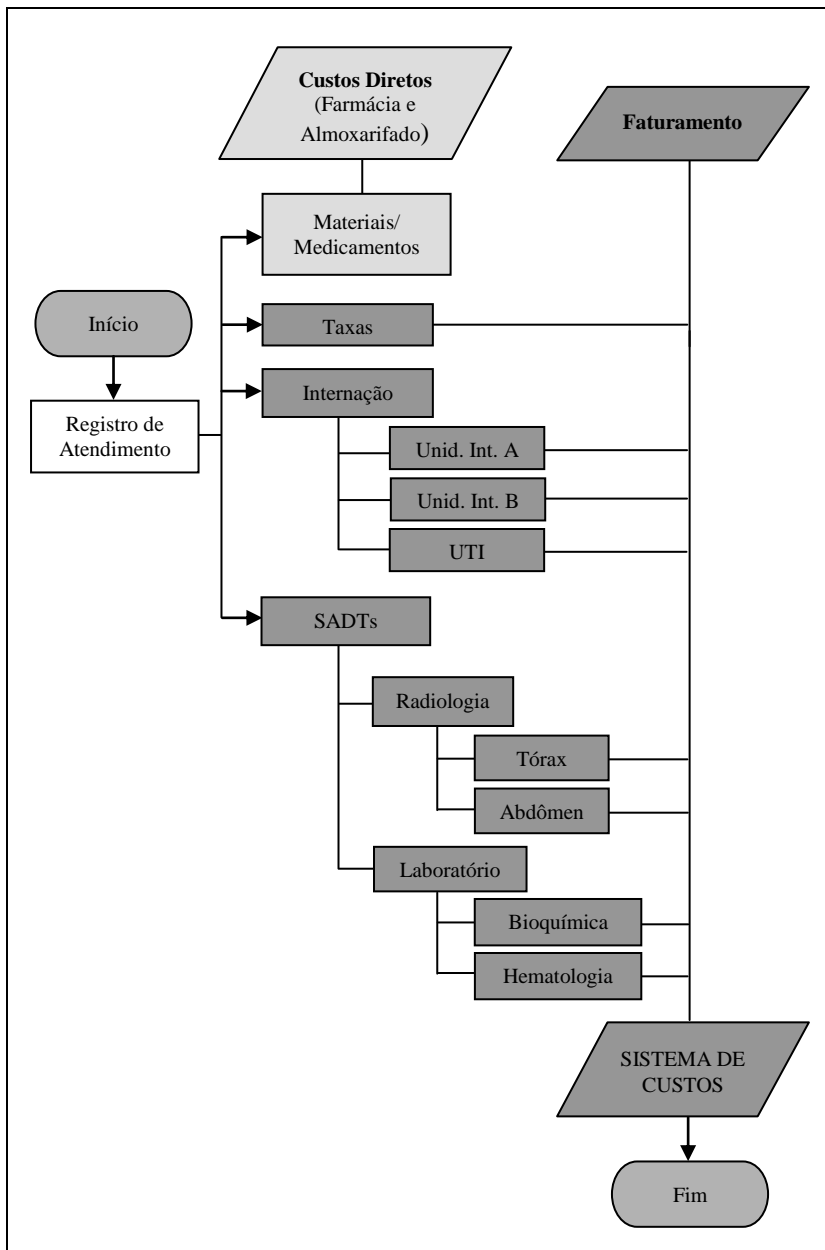 Custos Diretos
(Farmácia e
Almoxarifado)
Faturamento
Materiais/
Medicamentos
Início
Taxas
Internação
Registro de
Atendimento
Unid. Int. A
Unid. Int. B
UTI
SADTs
Radiologia
Tórax
Abdômen
Laboratório
Bioquímica
Hematologia
SISTEMA DE
CUSTOS
Fim